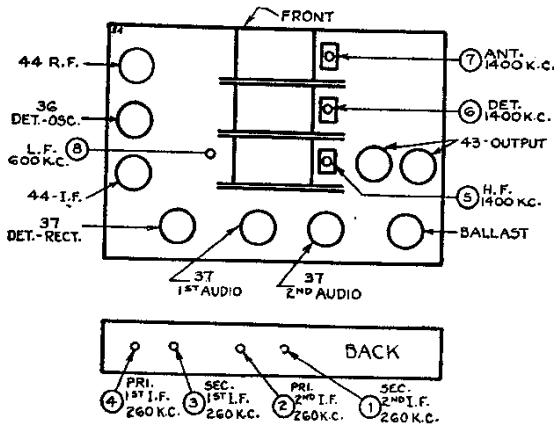 FRONT
44 R.F.
36
DET.-OSC.
L.F.
600 K.C.
8
44-I.F.
37
DET.-RECT.
7
ANT.
1400 K.C.
6
DET.
1400 K.C.
43-OUTPUT
5
H.F.
1400 K.C.
BALLAST
37
1ST AUDIO
37
2ND AUDIO
BACK
4
PRI.
1ST I.F.
260 K.C.
3
SEC.
1ST I.F.
260 K.C.
2
PRI.
2ND I.F.
260 K.C.
1
SEC.
2ND I.F.
260 K.C.